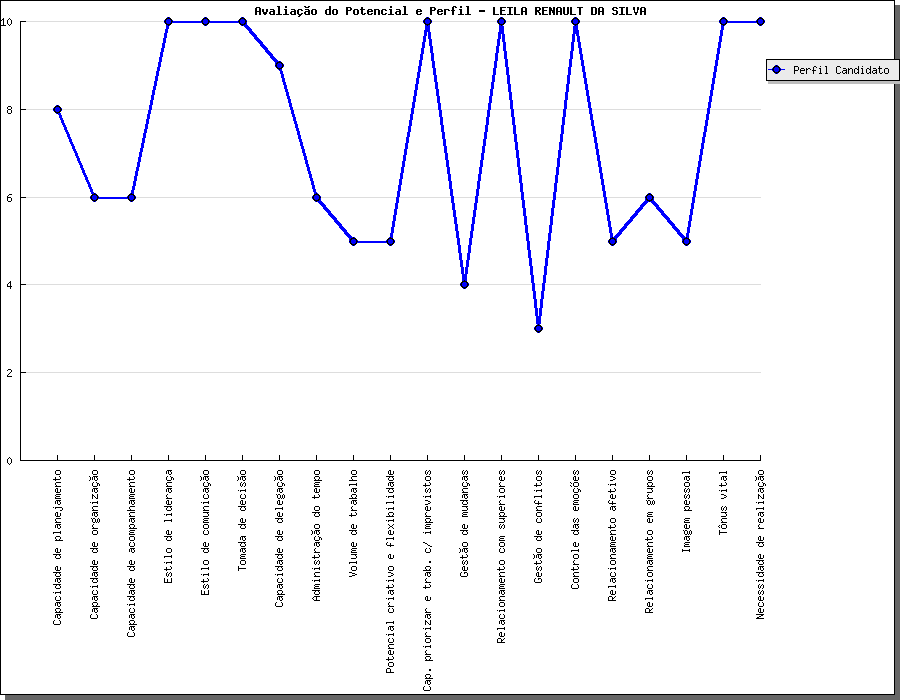 Avaliação do Potencial e Perfil - LEILA RENAULT DA SILVA
Perfil Candidato
10
8
6
4
2
0
Capacidade de planejamento
Capacidade de organização
Capacidade de acompanhamento
Estilo de liderança
Estilo de comunicação
Tomada de decisão
Capacidade de delegação
Administração do tempo
Volume de trabalho
Potencial criativo e flexibilidade
Cap. priorizar e trab. c/ imprevistos
Gestão de mudanças
Relacionamento com superiores
Gestão de conflitos
Controle das emoções
Relacionamento afetivo
Relacionamento em grupos
Imagem pessoal
Tônus vital
Necessidade de realização